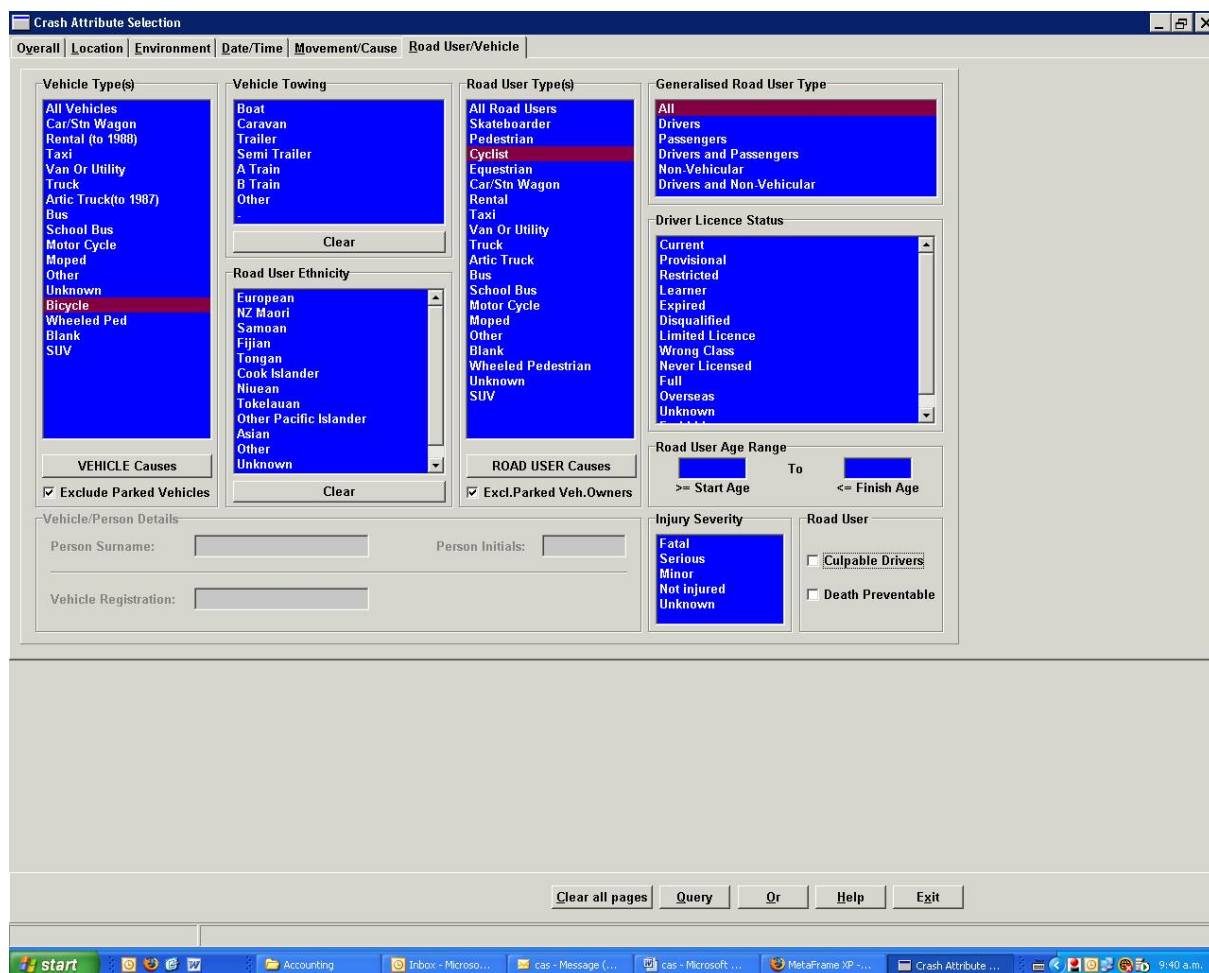 Crash Attribute Selection
Overall
Location
Environment
Date/Time
Movement/Cause
Road User/Vehicle
Vehicle Type(s)
All Vehicles
Car/Stn Wagon
Rental (to 1988)
Taxi
Van Or Utility
Truck
Artic Truck(to 1987)
Bus
School Bus
Motor Cycle
Moped
Other
Unknown
Bicycle
Wheeled Ped
Blank
SUV
VEHICLE Causes
Exclude Parked Vehicles
Vehicle Towing
Boat
Caravan
Trailer
Semi Trailer
A Train
B Train
Other
-
Clear
Road User Ethnicity
European
NZ Maori
Samoan
Fijian
Tongan
Cook Islander
Niuean
Tokelauan
Other Pacific Islander
Asian
Other
Unknown
Clear
Road User Type(s)
All Road Users
Skateboarder
Pedestrian
Cyclist
Equestrian
Car/Stn Wagon
Rental
Taxi
Van Or Utility
Truck
Artic Truck
Bus
School Bus
Motor Cycle
Moped
Other
Blank
Wheeled Pedestrian
Unknown
SUV
ROAD USER Causes
Excl.Parked Veh.Owners
Generalised Road User Type
All
Drivers
Passengers
Drivers and Passengers
Non-Vehicular
Drivers and Non-Vehicular
Driver Licence Status
Current
Provisional
Restricted
Learner
Expired
Disqualified
Limited Licence
Wrong Class
Never Licensed
Full
Overseas
Unknown
Road User Age Range
To
>= Start Age
<= Finish Age
Vehicle/Person Details
Person Surname:
Person Initials:
Vehicle Registration:
Injury Severity
Fatal
Serious
Minor
Not injured
Unknown
Road User
Culpable Drivers
Death Preventable
Clear all pages
Query
Or
Help
Exit
start
Accounting
Inbox - Microso...
cas - Message (...
cas - Microsoft ...
MetaFrame XP -...
Crash Attribute ...
9:40 a.m.